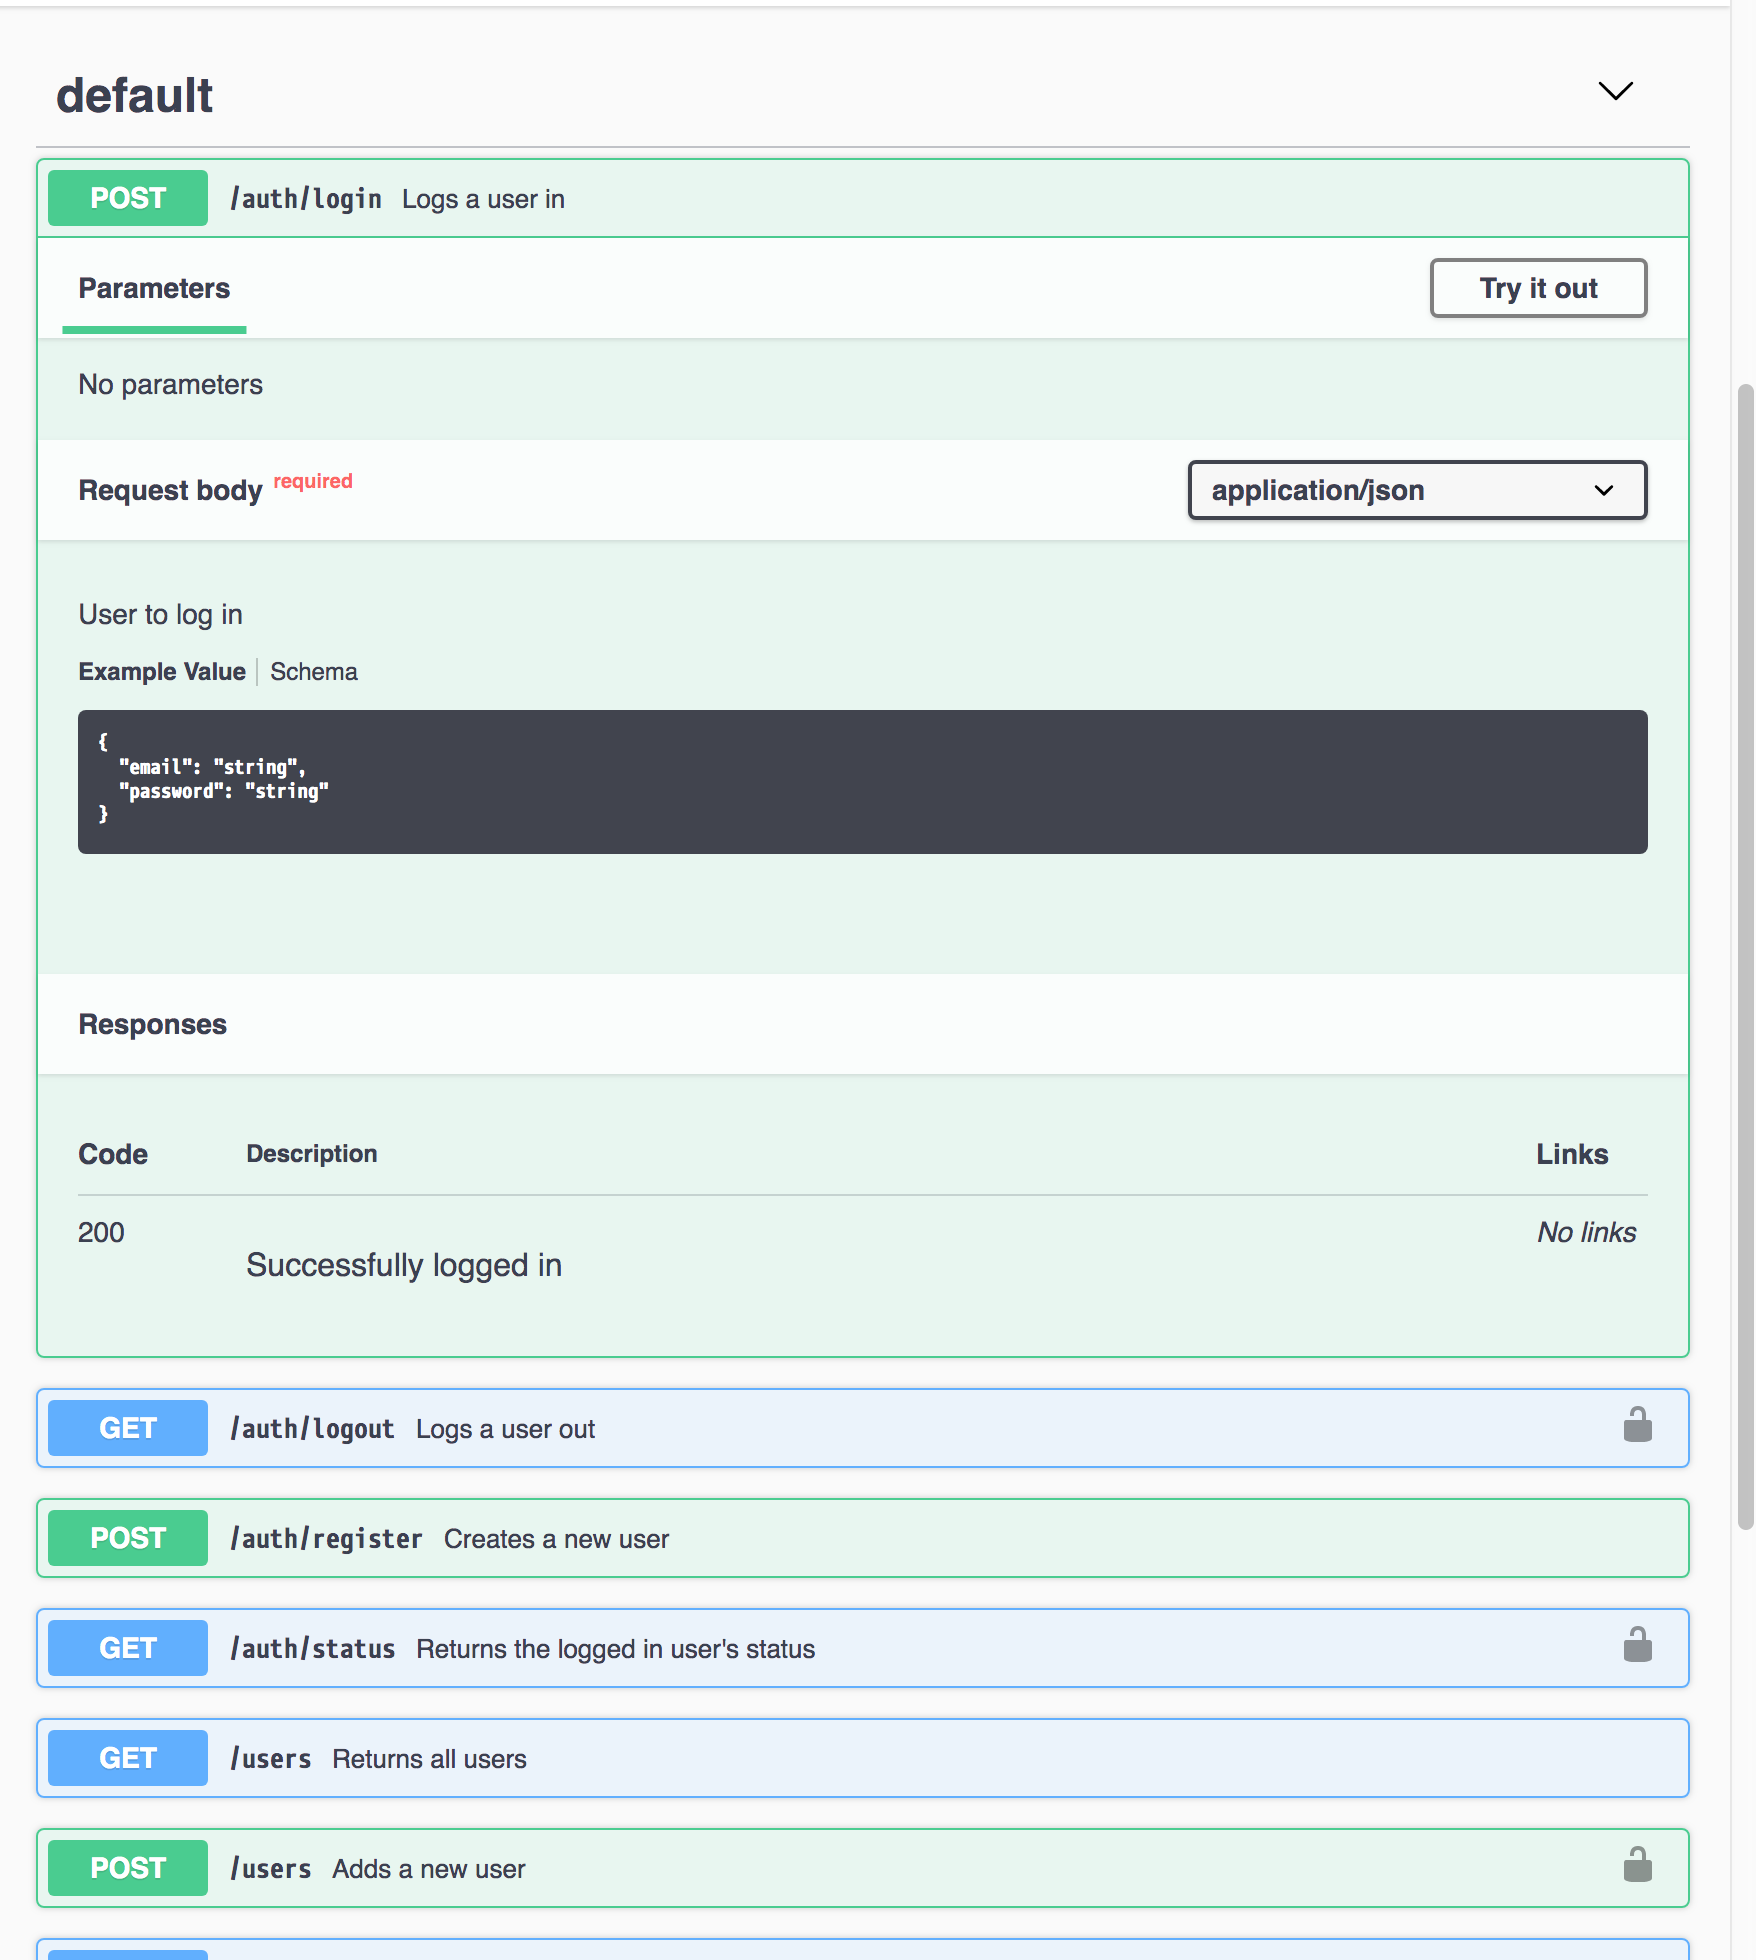 default
POST /auth/login Logs a user in
Parameters Try it out
No parameters
Request body required application/json
User to log in
Example Value Schema
{
"email": "string",
"password": "string"
}
Responses
Code Description Links
200 No links
Successfully logged in
GET /auth/logout Logs a user out
POST /auth/register Creates a new user
GET /auth/status Returns the logged in user's status
GET /users Returns all users
POST /users Adds a new user